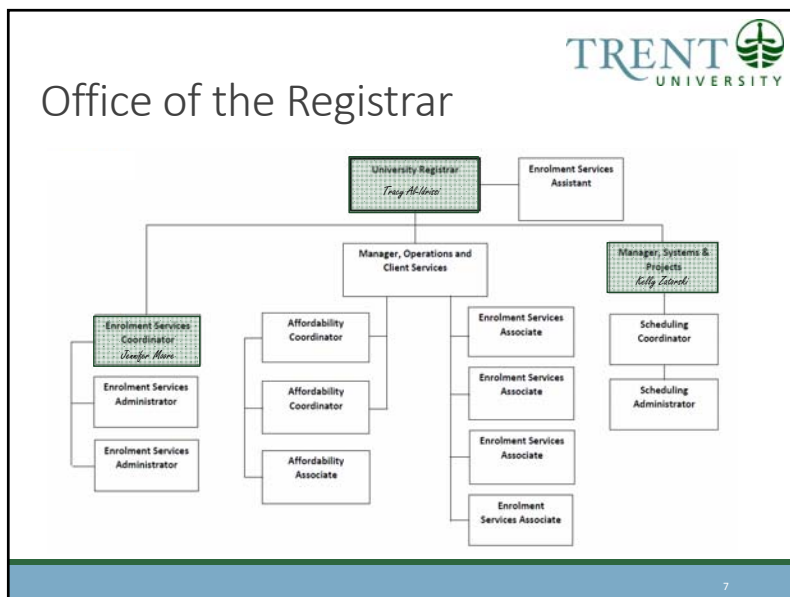 TRENT
UNIVERSITY
Office of the Registrar
University Registrar
Tracy Al-Idrissi
Enrolment Services
Assistant
Manager, Operations and
Client Services
Manager, Systems &
Projects
Kelly Zatorski
Enrolment Services
Coordinator
Jennifer Moore
Enrolment Services
Administrator
Enrolment Services
Administrator
Affordability
Coordinator
Affordability
Coordinator
Affordability
Associate
Enrolment Services
Associate
Enrolment Services
Associate
Enrolment Services
Associate
Enrolment
Services Associate
Scheduling
Coordinator
Scheduling
Administrator
7